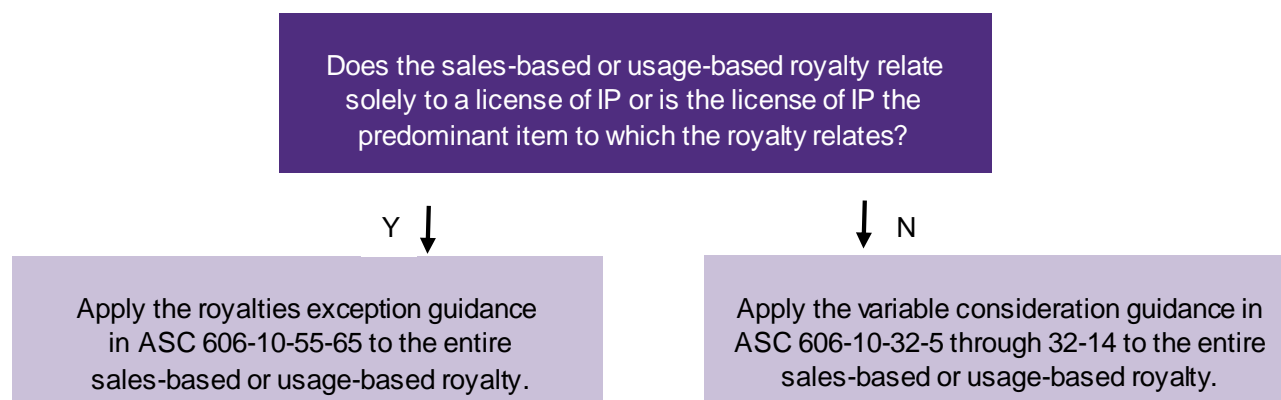 Does the sales-based or usage-based royalty relate
solely to a license of IP or is the license of IP the
predominant item to which the royalty relates?
Y
N
Apply the royalties exception guidance
in ASC 606-10-55-65 to the entire
sales-based or usage-based royalty.
Apply the variable consideration guidance in
ASC 606-10-32-5 through 32-14 to the entire
sales-based or usage-based royalty.